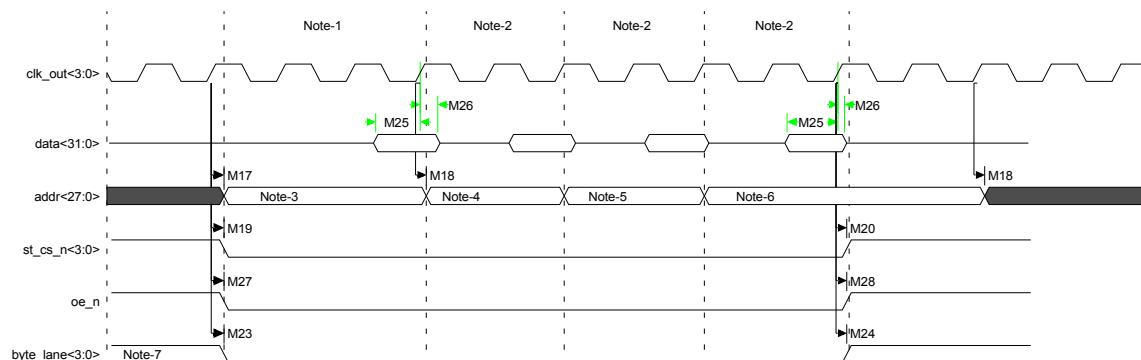 Note-1 Note-2 Note-2 Note-2
clk_out<3:0>
M26 M26
M25 M25
data<31:0>
M17 M18 M18
addr<27:0> Note-3 Note-4 Note-5 Note-6
M19 M20
st_cs_n<3:0>
M27 M28
oe_n
M23 M24
byte_lane<3:0> Note-7